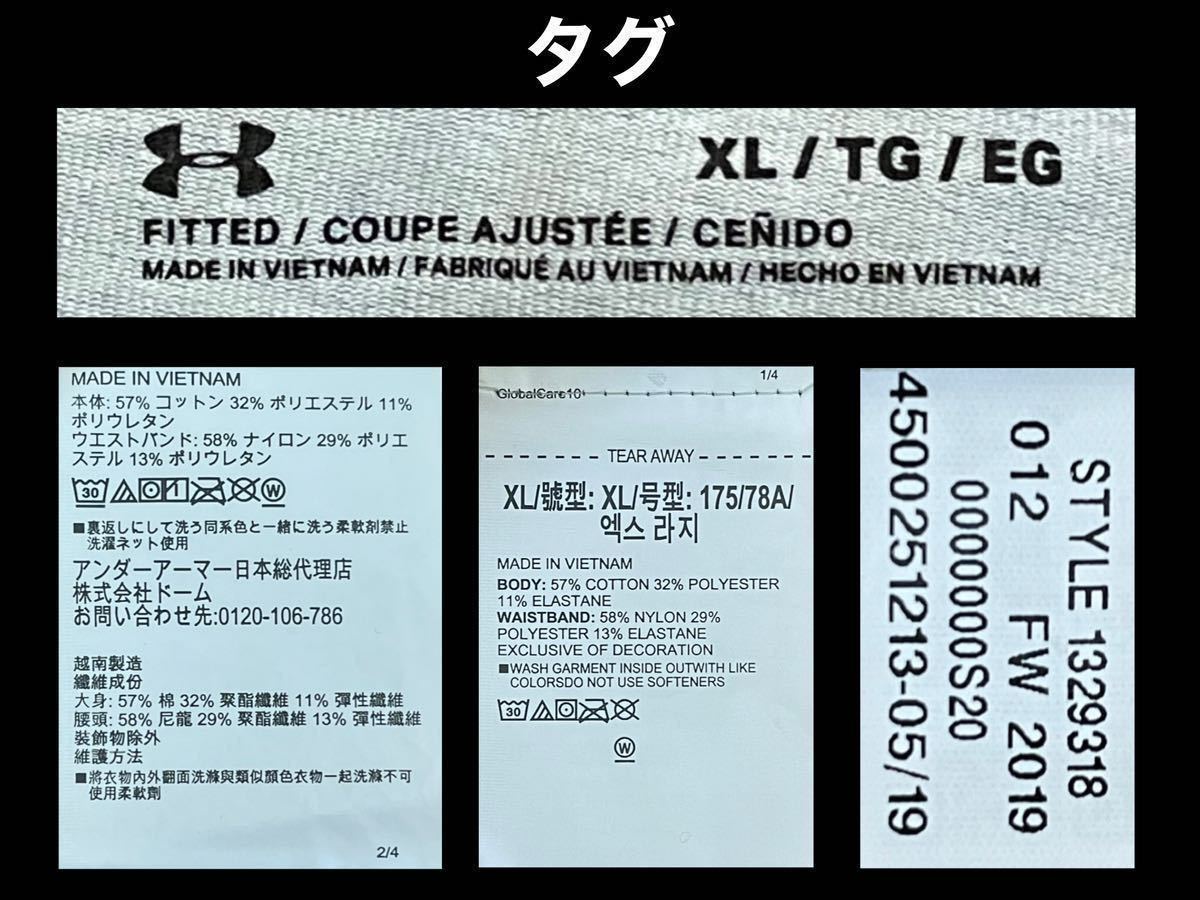 タグ
XL / TG / EG
FITTED / COUPE AJUSTÉE / CEÑIDO
MADE IN VIETNAM / FABRIQUÉ AU VIETNAM / HECHO EN VIETNAM
MADE IN VIETNAM
本体: 57% コットン 32% ポリエステル 11%
ポリウレタン
ウエストバンド: 58% ナイロン 29% ポリエ
ステル 13% ポリウレタン
30 W
■裏返しにして洗う同系色と一緒に洗う柔軟剤禁止
洗濯ネット使用
アンダーアーマー日本総代理店
株式会社ドーム
お問い合わせ先:0120-106-786
越南製造
纖維成份
大身: 57% 棉 32% 聚酯纖維 11% 彈性纖維
腰頭: 58% 尼龍 29% 聚酯纖維 13% 彈性纖維
裝飾物除外
維護方法
■將衣物內外翻面洗滌與類似顏色衣物一起洗滌不可
使用柔軟劑
2/4
1/4
GlobalCare10
TEAR AWAY
XL/號型: XL/号型: 175/78A/
엑스 라지
MADE IN VIETNAM
BODY: 57% COTTON 32% POLYESTER
11% ELASTANE
WAISTBAND: 58% NYLON 29%
POLYESTER 13% ELASTANE
EXCLUSIVE OF DECORATION
■WASH GARMENT INSIDE OUTWITH LIKE
COLORSDO NOT USE SOFTENERS
30
W
STYLE 1329318
012 FW 2019
0000000S20
4500251213-05/19